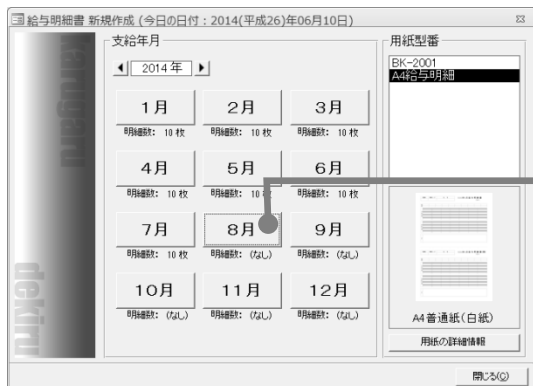 給与明細書 新規作成 (今日の日付：2014(平成26)年06月10日)
支給年月
2014 年
1月 2月 3月
明細数： 10 枚 明細数： 10 枚 明細数： 10 枚
4月 5月 6月
明細数： 10 枚 明細数： 10 枚 明細数： 10 枚
7月 8月 9月
明細数： 10 枚 明細数： (なし) 明細数： (なし)
10月 11月 12月
明細数： (なし) 明細数： (なし) 明細数： (なし)
用紙型番
BK-2001
A4給与明細
A4普通紙(白紙)
用紙の詳細情報
閉じる(C)
karugaru
dekiru